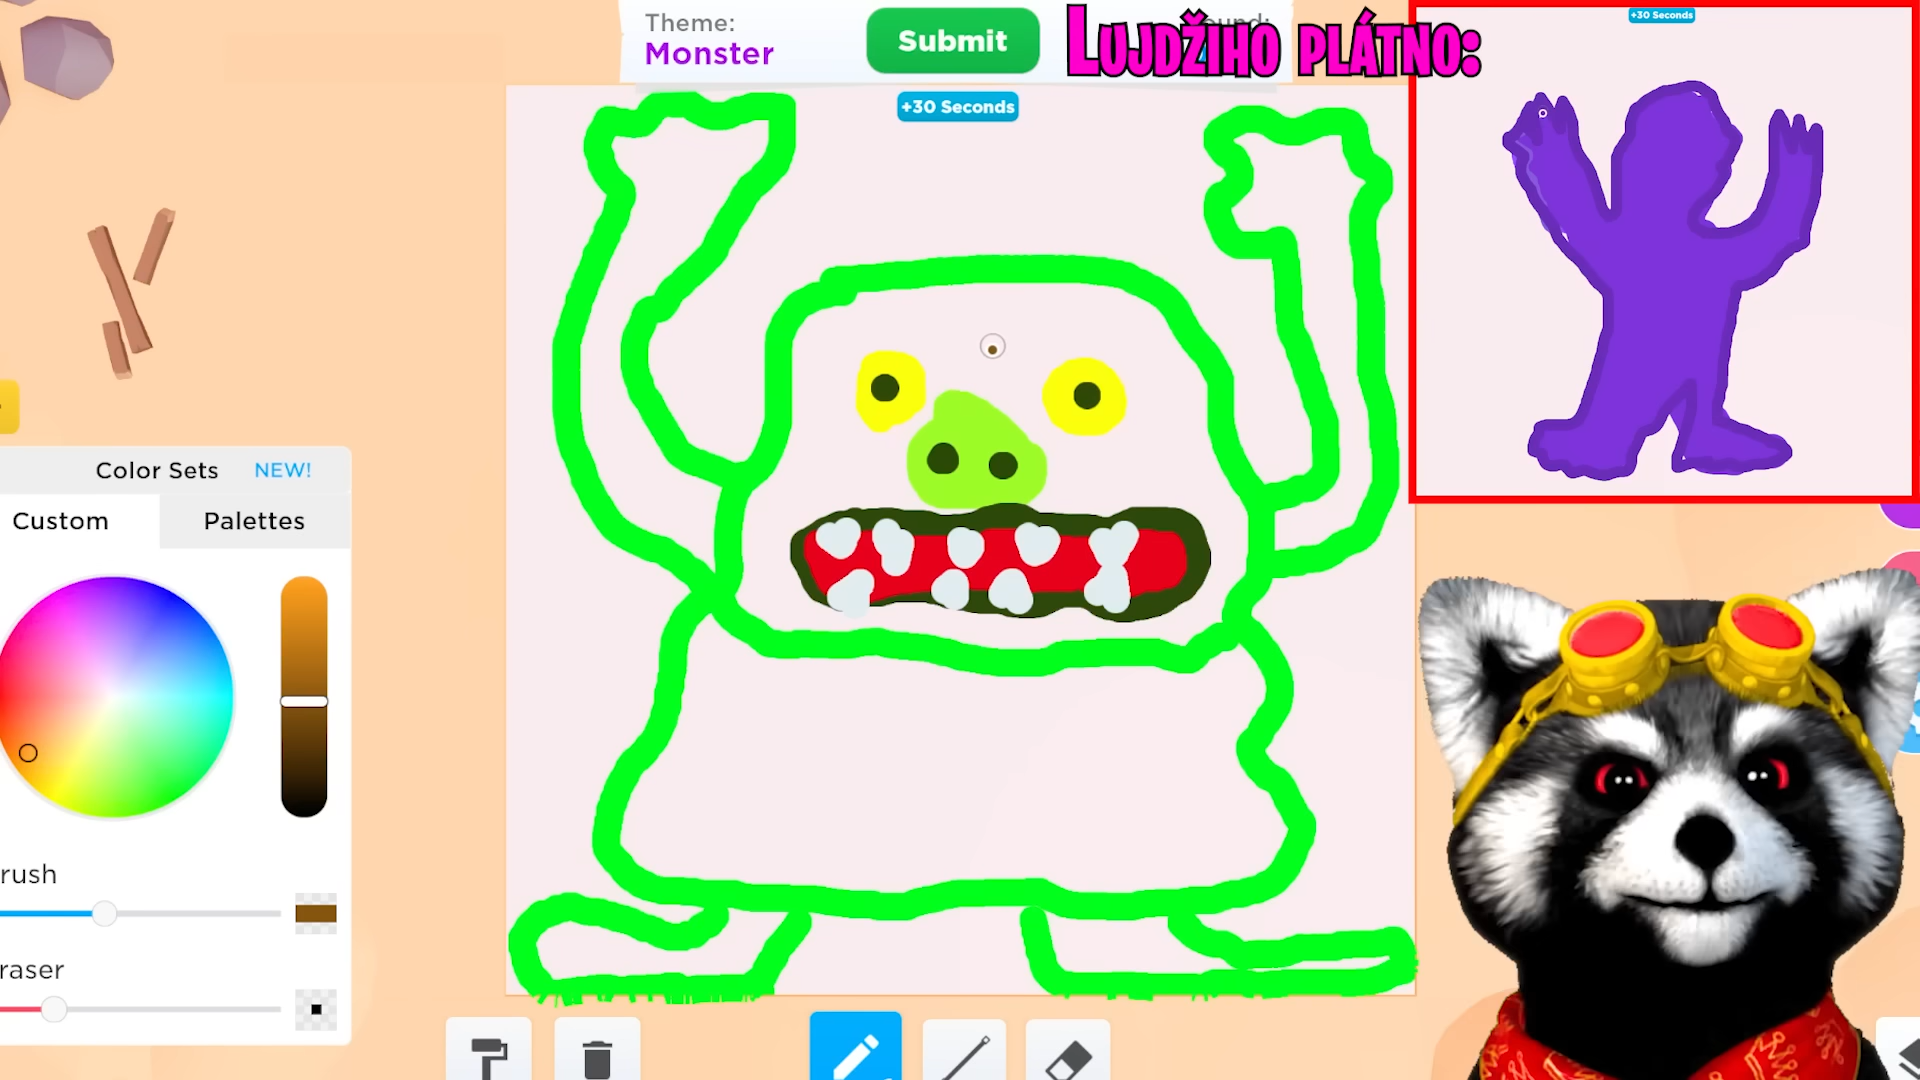 Theme:
Monster
Submit
LUJDŽIHO PLÁTNO:
+30 Seconds
+30 Seconds
Color Sets NEW!
Custom
Palettes
rush
raser